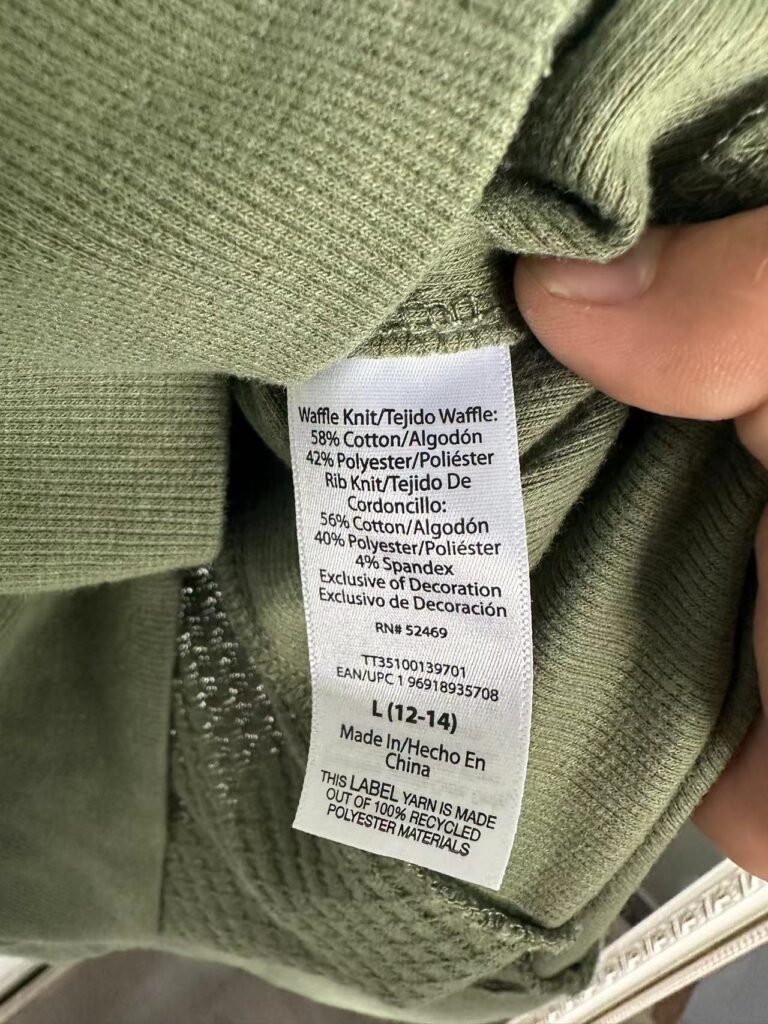 Waffle Knit/Tejido Waffle:
58% Cotton/Algodón
42% Polyester/Poliéster
Rib Knit/Tejido De
Cordoncillo:
56% Cotton/Algodón
40% Polyester/Poliéster
4% Spandex
Exclusive of Decoration
Exclusivo de Decoración
RN# 52469
TT35100139701
EAN/UPC 1 96918935708
L (12-14)
Made In/Hecho En
China
THIS LABEL YARN IS MADE
OUT OF 100% RECYCLED
POLYESTER MATERIALS